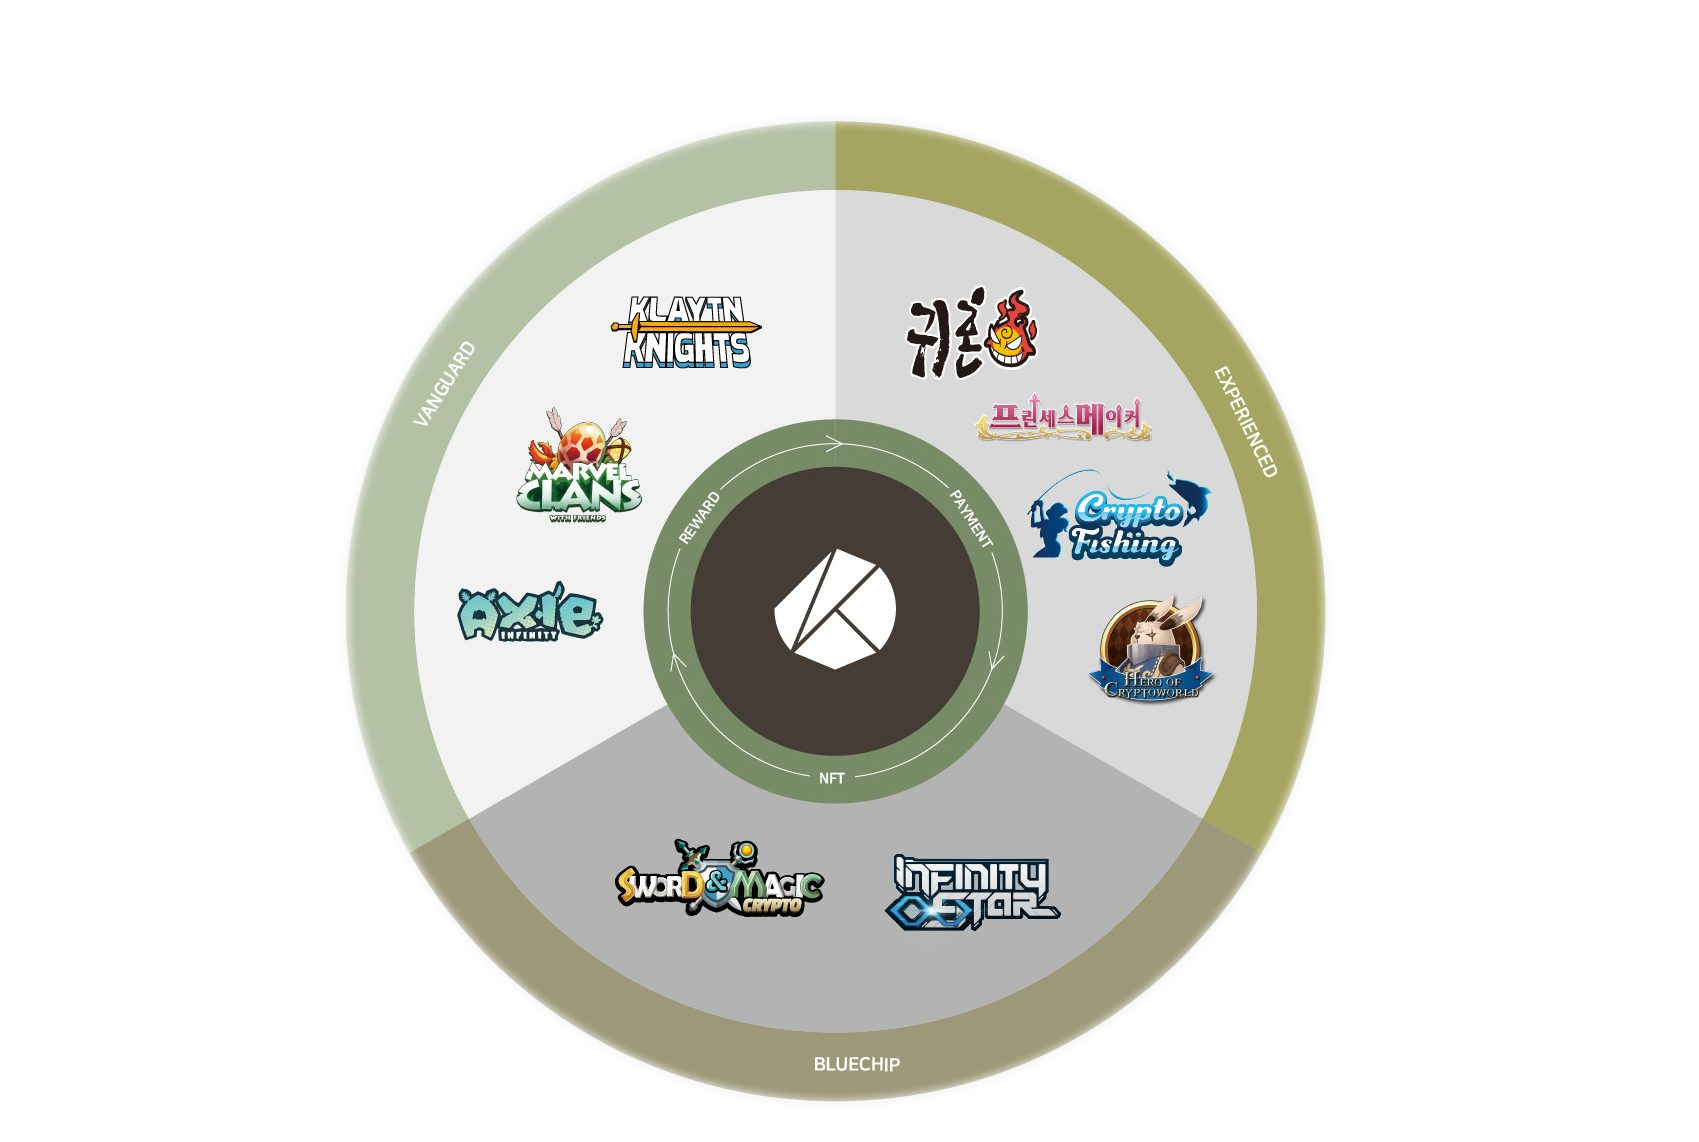 VANGUARD
KLAYTN
KNIGHTS
MARVEL
CLANS
WITH FRIENDS
AXIE
INFINITY
EXPERIENCED
귀혼
프린세스메이커
Crypto
Fishing
HERO OF
CRYPTOWORLD
REWARD
PAYMENT
NFT
SWORD & MAGIC
CRYPTO
INFINITY
STAR
BLUECHIP